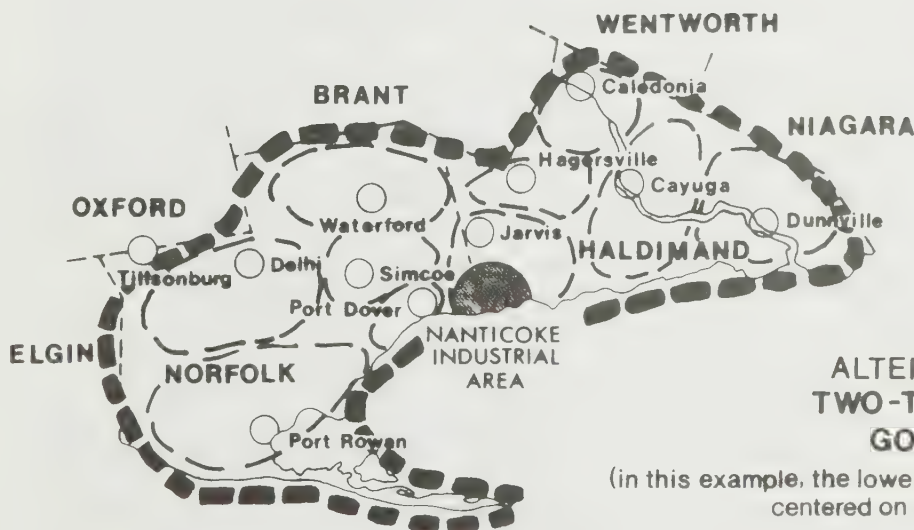 WENTWORTH
Caledonia
BRANT
NIAGARA
Hagersville
Cayuga
OXFORD
Waterford
Jarvis
Dunnville
HALDIMAND
Tillsonburg
Delhi
Simcoe
Port Dover
NANTICOKE
INDUSTRIAL
AREA
ELGIN
NORFOLK
Port Rowan
TWO-T
GO
(in this example, the lowe
centered on